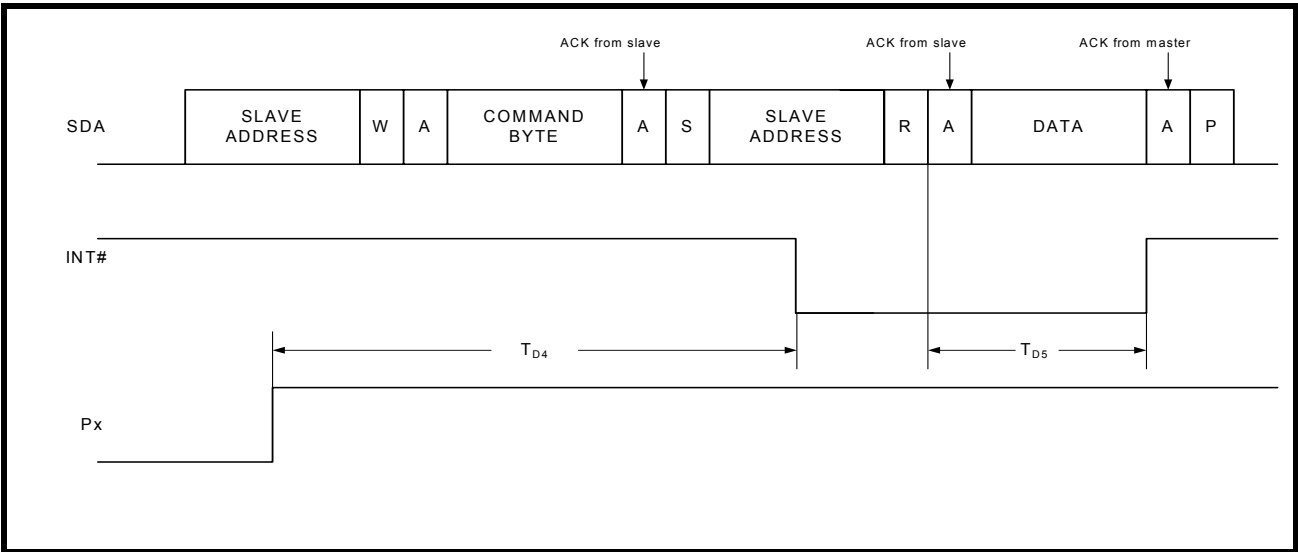 ACK from slave
ACK from slave
ACK from master
SDA
SLAVE ADDRESS
W
A
COMMAND BYTE
A
S
SLAVE ADDRESS
R
A
DATA
A
P
INT#
TD4
TD5
Px